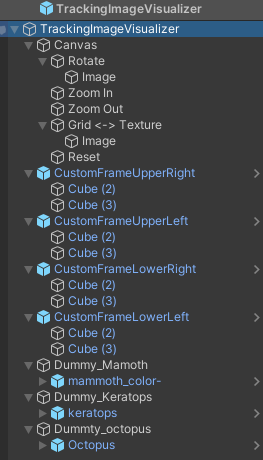 TrackingImageVisualizer
TrackingImageVisualizer
Canvas
Rotate
Image
Zoom In
Zoom Out
Grid <-> Texture
Image
Reset
CustomFrameUpperRight
Cube (2)
Cube (3)
CustomFrameUpperLeft
Cube (2)
Cube (3)
CustomFrameLowerRight
Cube (2)
Cube (3)
CustomFrameLowerLeft
Cube (2)
Cube (3)
Dummy_Mamoth
mammoth_color-
Dummy_Keratops
keratops
Dummty_octopus
Octopus